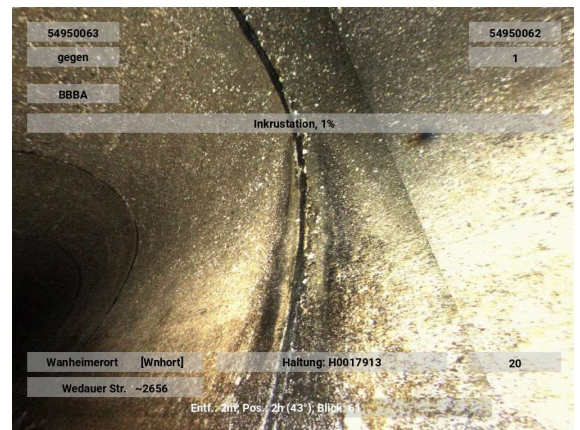 54950063 54950062
gegen 1
BBBA
Inkrustation, 1%
Wanheimerort [Wnhort] Haltung: H0017913 20
Wedauer Str. ~2656
Entf.: 2m; Pos.: 2h (43°); Blick: 61°